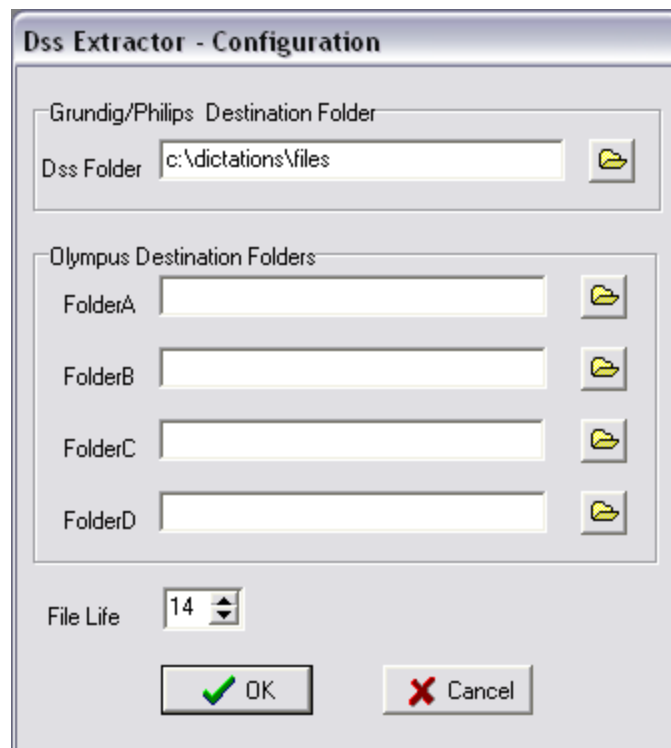 Dss Extractor - Configuration
Grundig/Philips Destination Folder
Dss Folder c:\dictations\files
Olympus Destination Folders
FolderA
FolderB
FolderC
FolderD
File Life 14
OK Cancel